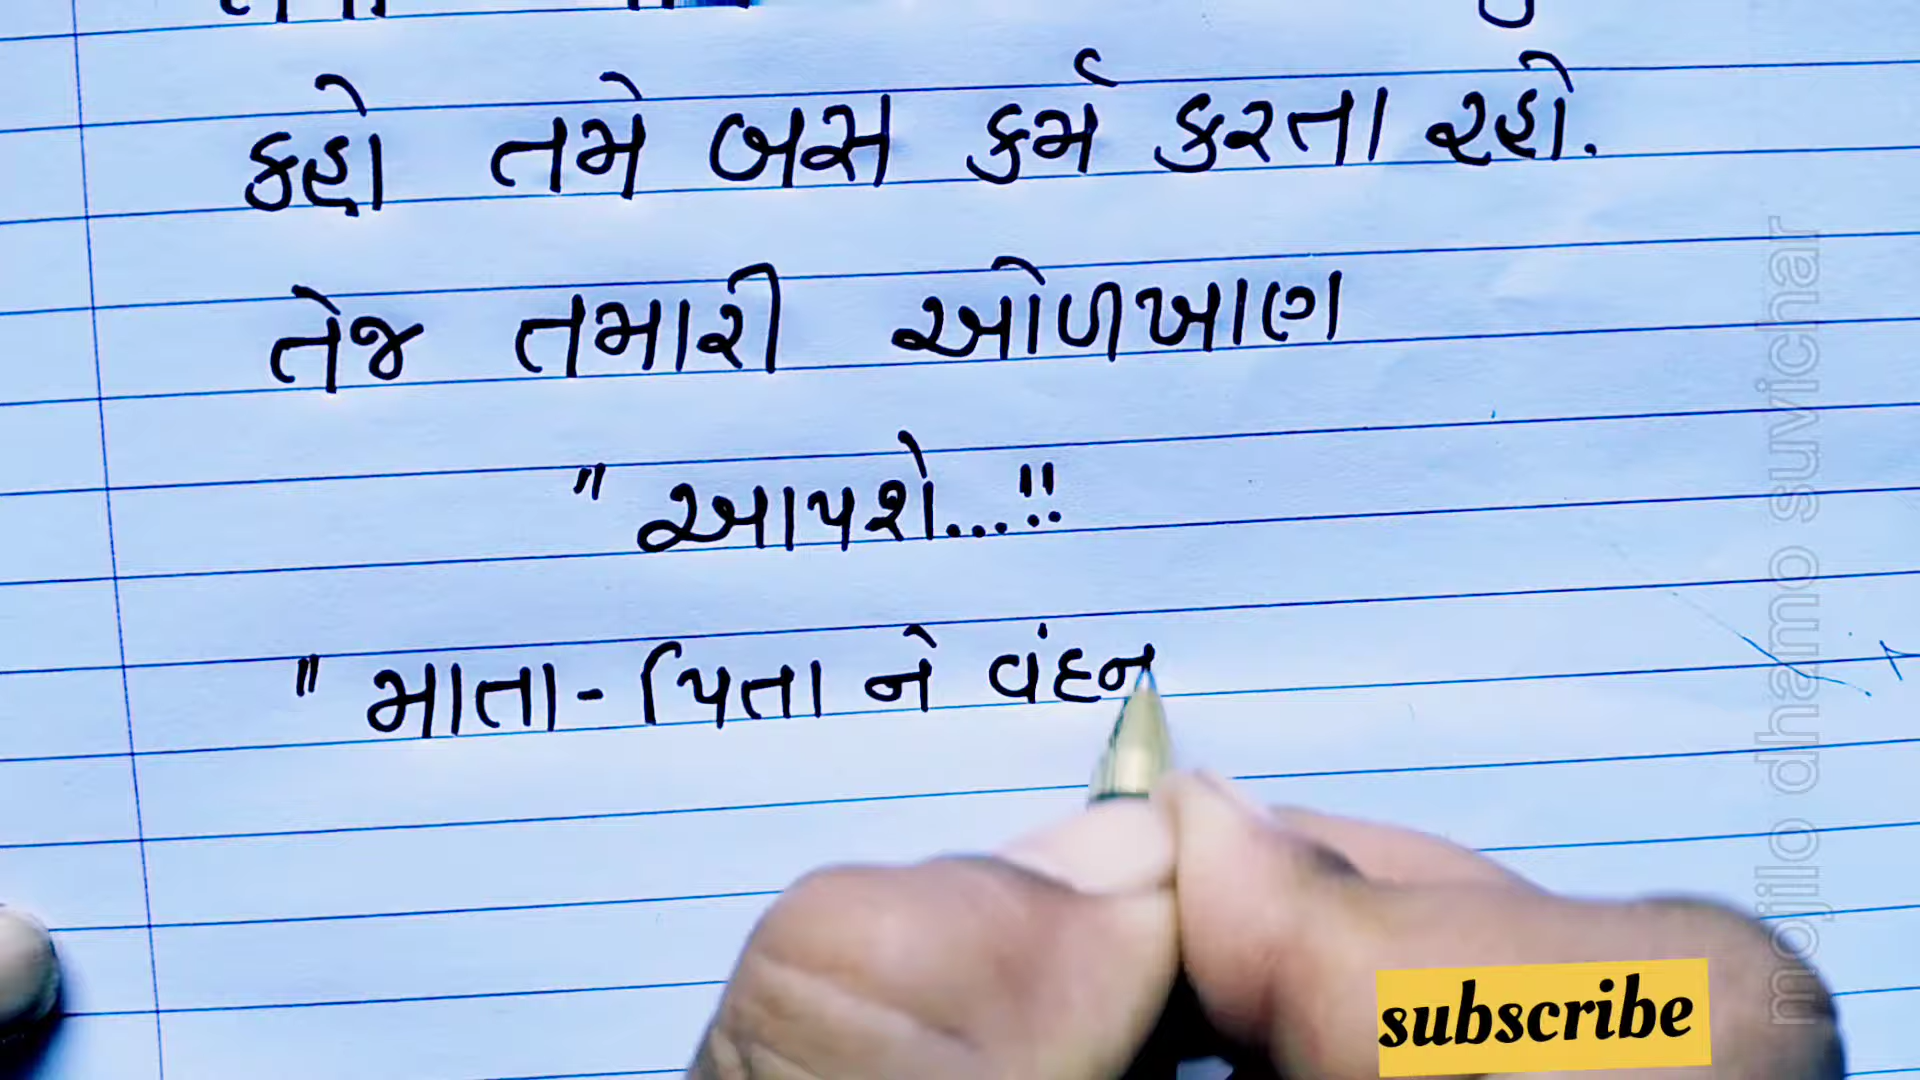 કહો તમે બસ કર્મ કરતા રહો.
તેજ તમારી ઓળખાણ
" આપશે...!!
" માતા - પિતા ને વંદન
mojilo dhamo suvichar
subscribe